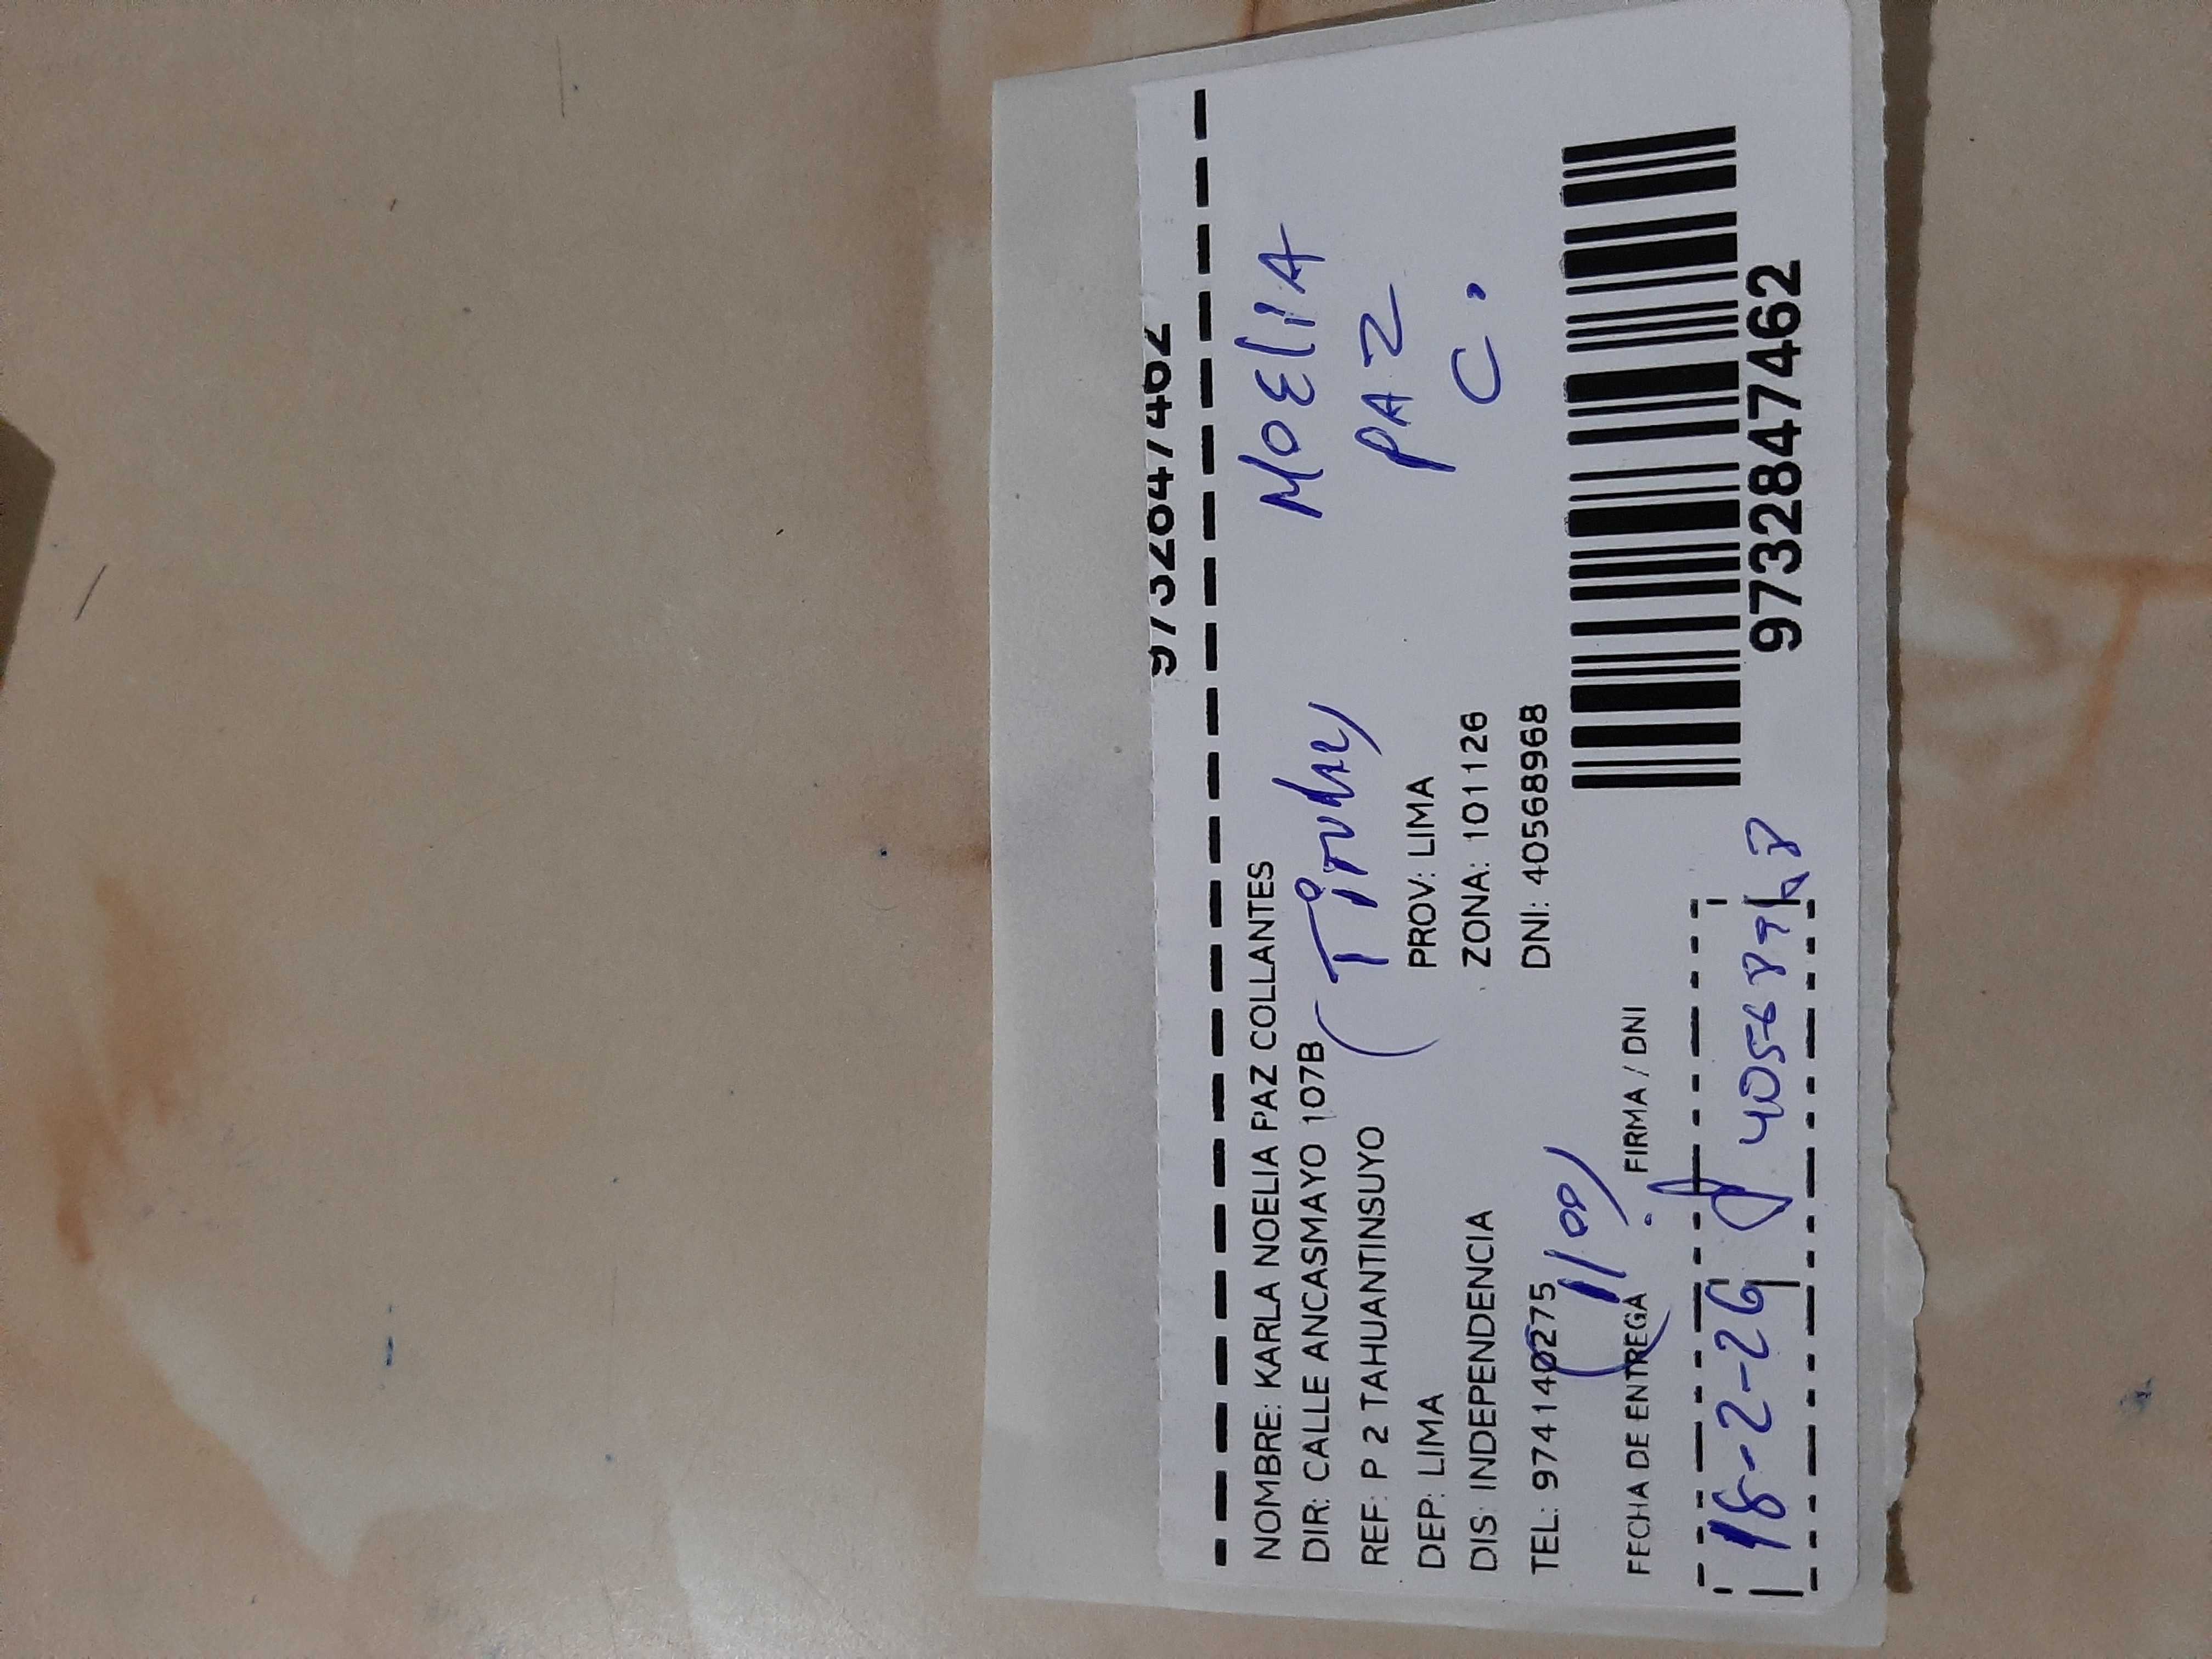 9732847462
NOMBRE: KARLA NOELIA PAZ COLLANTES
DIR: CALLE ANCASMAYO 107B
NOELIA
PAZ
C.
(Titular)
REF: P 2 TAHUANTINSUYO
DEP: LIMA PROV: LIMA
DIS: INDEPENDENCIA ZONA: 101126
TEL: 974140275 DNI: 40568968
(1100)
FECHA DE ENTREGA FIRMA / DNI
18-2-26 40568968
9732847462